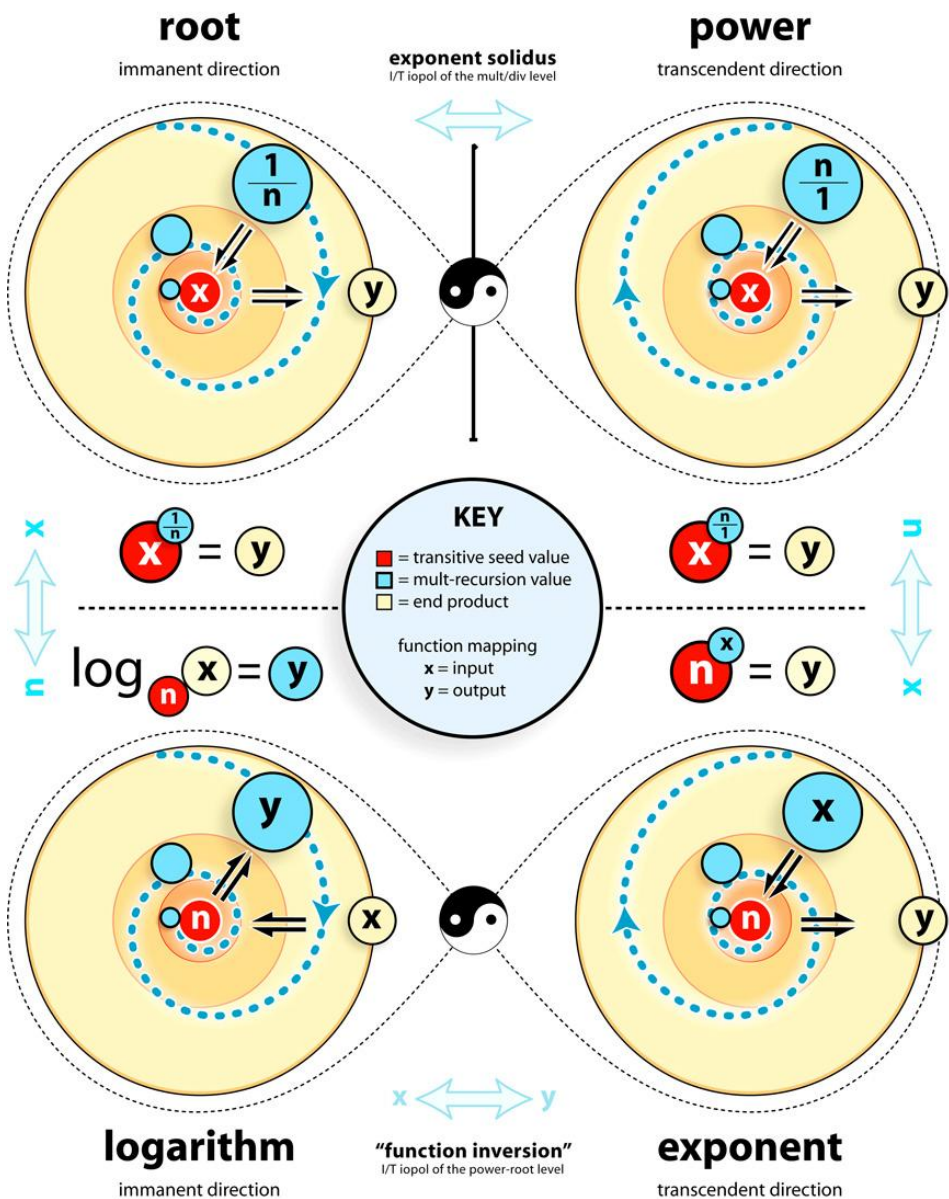 root
immanent direction
exponent solidus
I/T iopol of the mult/div level
power
transcendent direction
1
n
n
1
x
y
x
y
x
n
x 1/n = y
KEY
= transitive seed value
= mult-recursion value
= end product
function mapping
x = input
y = output
x n/1 = y
n
x
log n x = y
n x = y
y
n
x
x
n
y
x
y
logarithm
immanent direction
"function inversion"
I/T iopol of the power-root level
exponent
transcendent direction